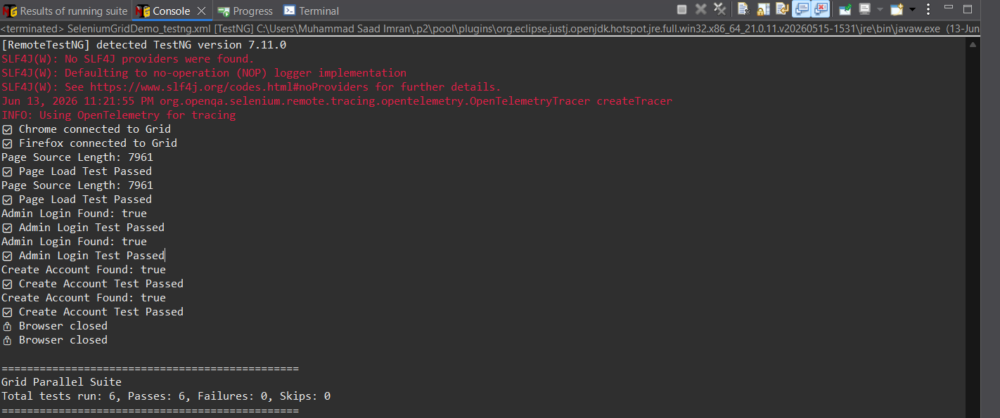 Results of running suite Console Progress Terminal
<terminated> SeleniumGridDemo_testng.xml [TestNG] C:\Users\Muhammad Saad Imran\.p2\pool\plugins\org.eclipse.justj.openjdk.hotspot.jre.full.win32.x86_64_21.0.11.v20260515-1531\jre\bin\javaw.exe (13-Jun
[RemoteTestNG] detected TestNG version 7.11.0
SLF4J(W): No SLF4J providers were found.
SLF4J(W): Defaulting to no-operation (NOP) logger implementation
SLF4J(W): See https://www.slf4j.org/codes.html#noProviders for further details.
Jun 13, 2026 11:21:55 PM org.openqa.selenium.remote.tracing.opentelemetry.OpenTelemetryTracer createTracer
INFO: Using OpenTelemetry for tracing
☑ Chrome connected to Grid
☑ Firefox connected to Grid
Page Source Length: 7961
☑ Page Load Test Passed
Page Source Length: 7961
☑ Page Load Test Passed
Admin Login Found: true
☑ Admin Login Test Passed
Admin Login Found: true
☑ Admin Login Test Passed
Create Account Found: true
☑ Create Account Test Passed
Create Account Found: true
☑ Create Account Test Passed
🔒 Browser closed
🔒 Browser closed
===============================================
Grid Parallel Suite
Total tests run: 6, Passes: 6, Failures: 0, Skips: 0
===============================================